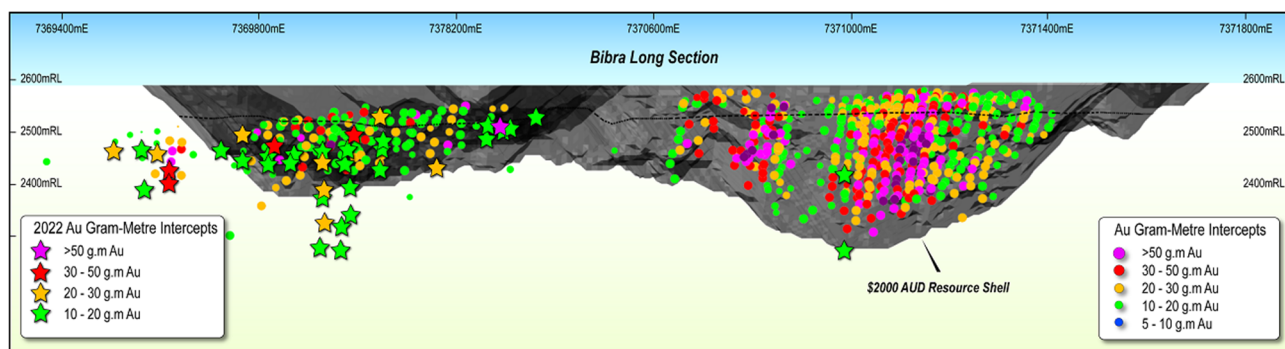 7369400mE 7369800mE 7378200mE 7370600mE 7371000mE 7371400mE 7371800mE
Bibra Long Section
2600mRL 2600mRL
2500mRL 2500mRL
2400mRL 2400mRL
2022 Au Gram-Metre Intercepts
>50 g.m Au
30 - 50 g.m Au
20 - 30 g.m Au
10 - 20 g.m Au
$2000 AUD Resource Shell
Au Gram-Metre Intercepts
>50 g.m Au
30 - 50 g.m Au
20 - 30 g.m Au
10 - 20 g.m Au
5 - 10 g.m Au